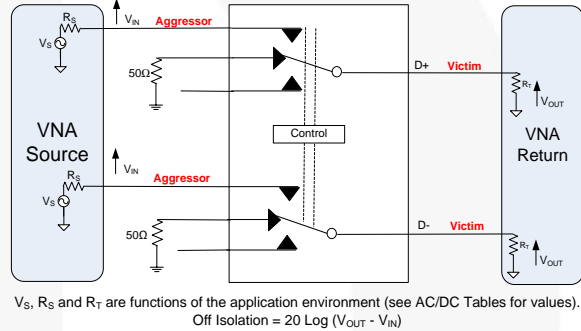 RS
VIN
Aggressor
VS
50Ω
D+
Victim
RT
VOUT
VNA
Source
Control
VNA
Return
VIN
RS
Aggressor
VS
50Ω
D-
Victim
RT
VOUT
VS, RS and RT are functions of the application environment (see AC/DC Tables for values).
Off Isolation = 20 Log (VOUT - VIN)